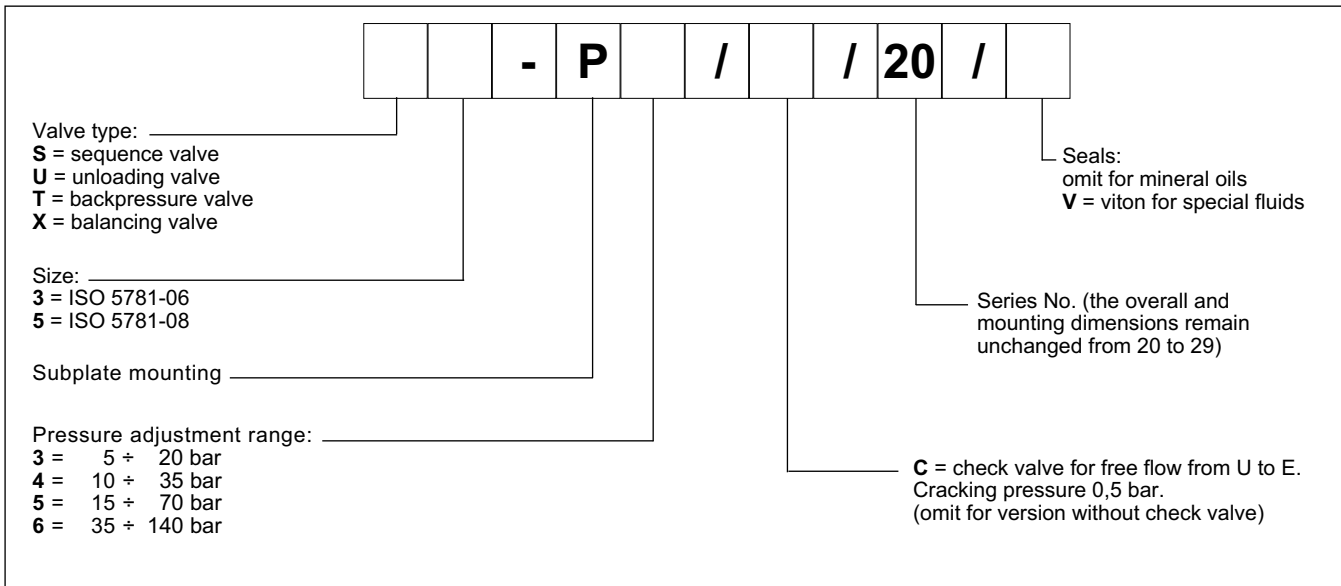 - P / / 20 /
Valve type:
S = sequence valve
U = unloading valve
T = backpressure valve
X = balancing valve
Size:
3 = ISO 5781-06
5 = ISO 5781-08
Subplate mounting
Pressure adjustment range:
3 = 5 ÷ 20 bar
4 = 10 ÷ 35 bar
5 = 15 ÷ 70 bar
6 = 35 ÷ 140 bar
Seals:
omit for mineral oils
V = viton for special fluids
Series No. (the overall and
mounting dimensions remain
unchanged from 20 to 29)
C = check valve for free flow from U to E.
Cracking pressure 0,5 bar.
(omit for version without check valve)